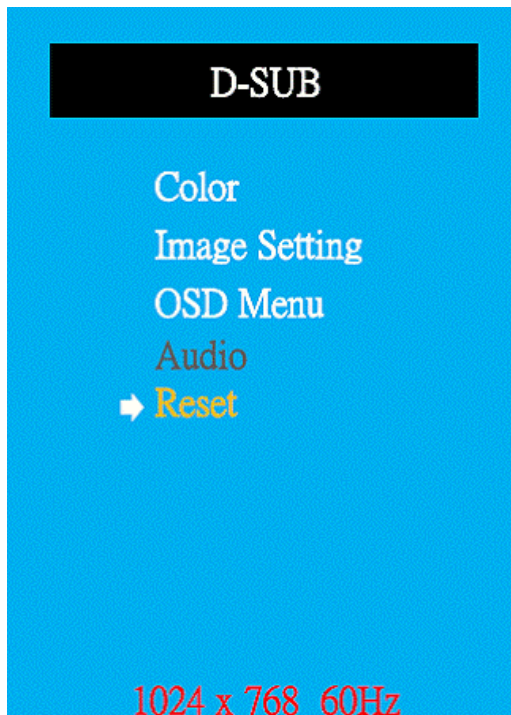 D-SUB
Color
Image Setting
OSD Menu
Audio
Reset
1024 x 768 60Hz